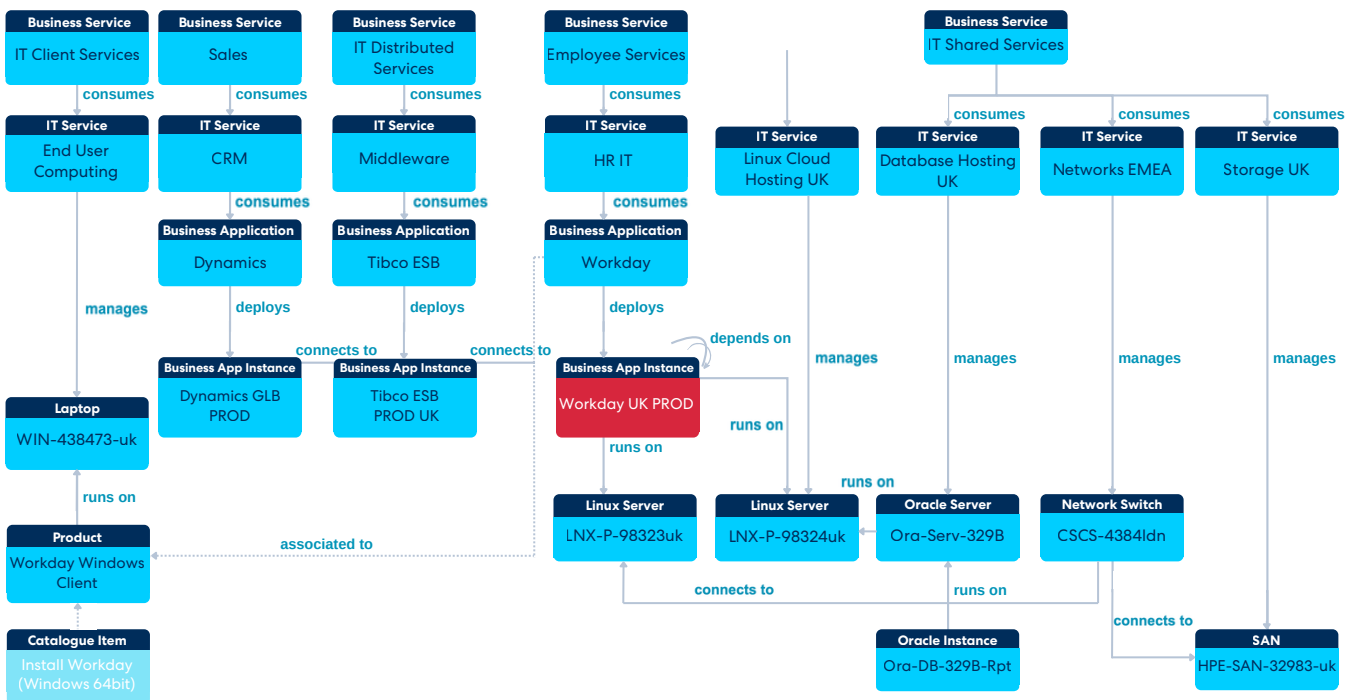 Business Service
IT Client Services
Business Service
Sales
Business Service
IT Distributed
Services
Business Service
Employee Services
Business Service
IT Shared Services
consumes
consumes
consumes
consumes
consumes
consumes
consumes
IT Service
End User
Computing
IT Service
CRM
IT Service
Middleware
IT Service
HR IT
IT Service
Linux Cloud
Hosting UK
IT Service
Database Hosting
UK
IT Service
Networks EMEA
IT Service
Storage UK
consumes
consumes
consumes
Business Application
Dynamics
Business Application
Tibco ESB
Business Application
Workday
manages
deploys
deploys
deploys
connects to
connects to
depends on
manages
manages
manages
manages
Business App Instance
Dynamics GLB
PROD
Business App Instance
Tibco ESB
PROD UK
Business App Instance
Workday UK PROD
Laptop
WIN-438473-uk
runs on
runs on
runs on
runs on
Linux Server
LNX-P-98323uk
Linux Server
LNX-P-98324uk
Oracle Server
Ora-Serv-329B
Network Switch
CSCS-4384ldn
Product
Workday Windows
Client
associated to
connects to
runs on
connects to
Catalogue Item
Install Workday
(Windows 64bit)
Oracle Instance
Ora-DB-329B-Rpt
SAN
HPE-SAN-32983-uk